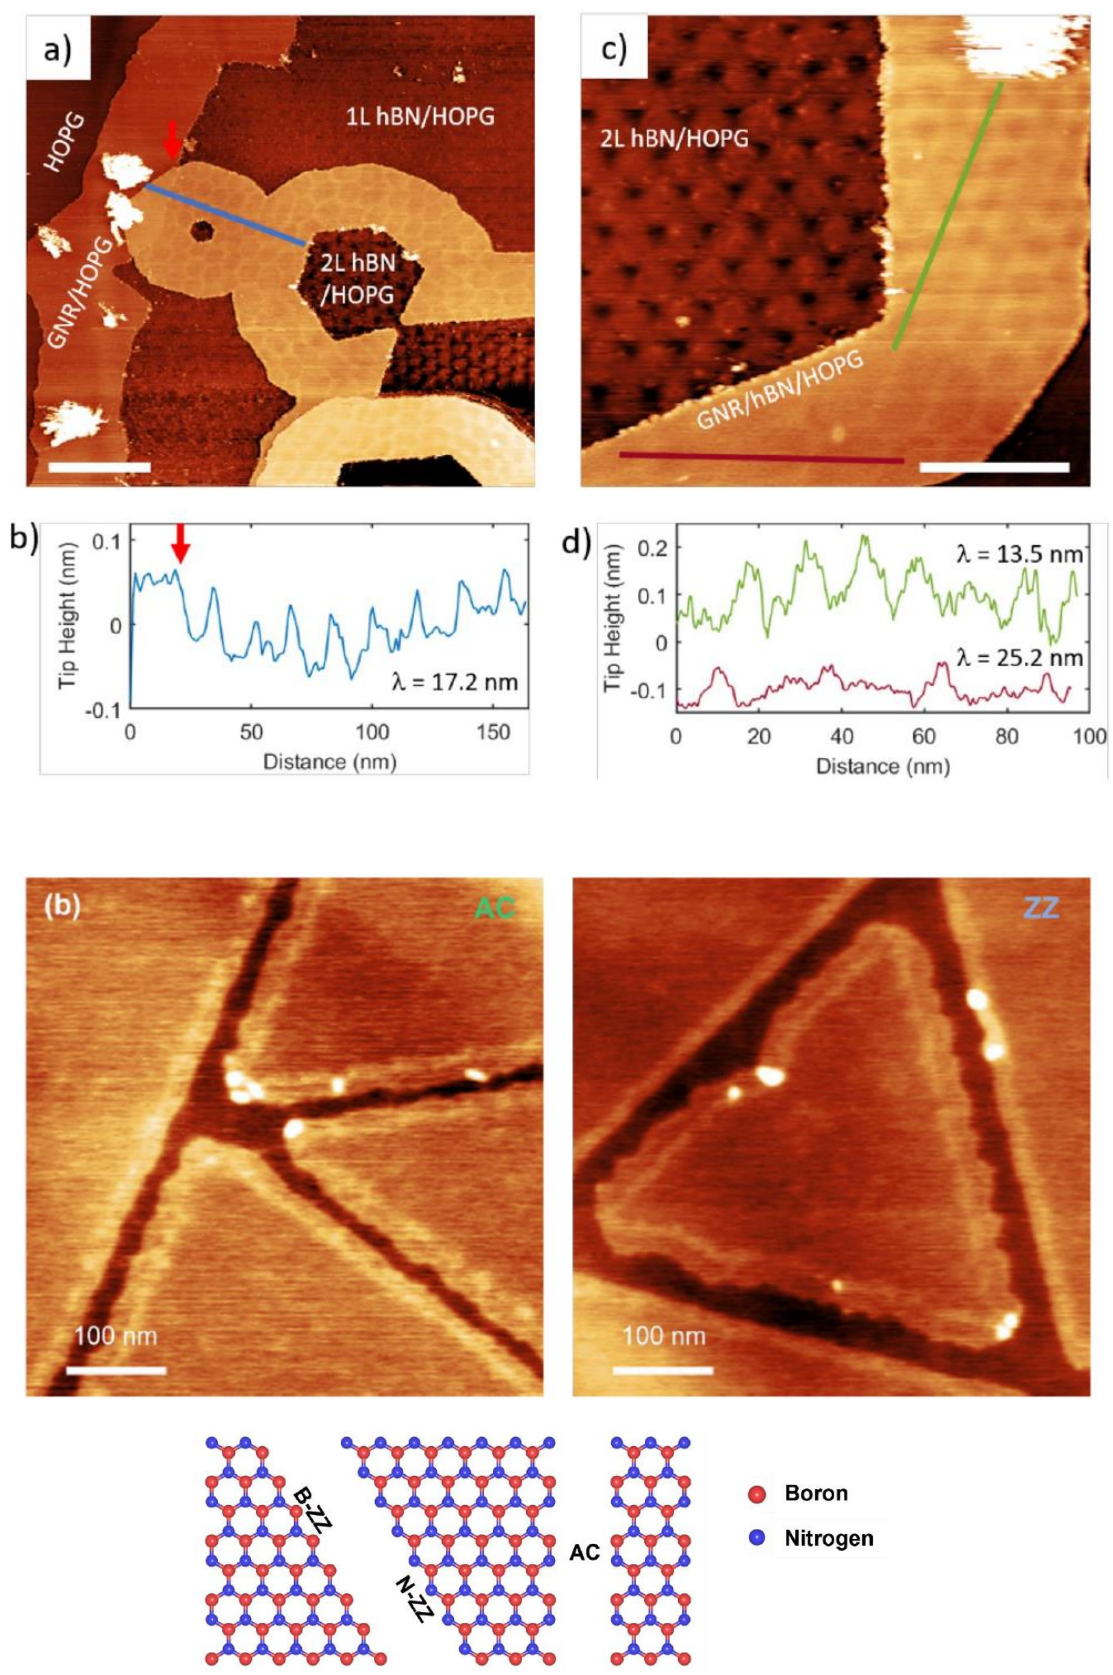 a)
HOPG
1L hBN/HOPG
GNR/HOPG
2L hBN
/HOPG
c)
2L hBN/HOPG
GNR/hBN/HOPG
b)
Tip Height (nm)
0.1
0
-0.1
λ = 17.2 nm
0 50 100 150
Distance (nm)
d)
Tip Height (nm)
0.2
0.1
0
-0.1
λ = 13.5 nm
λ = 25.2 nm
0 20 40 60 80 100
Distance (nm)
(b)
AC
100 nm
ZZ
100 nm
B-ZZ
N-ZZ
AC
Boron
Nitrogen